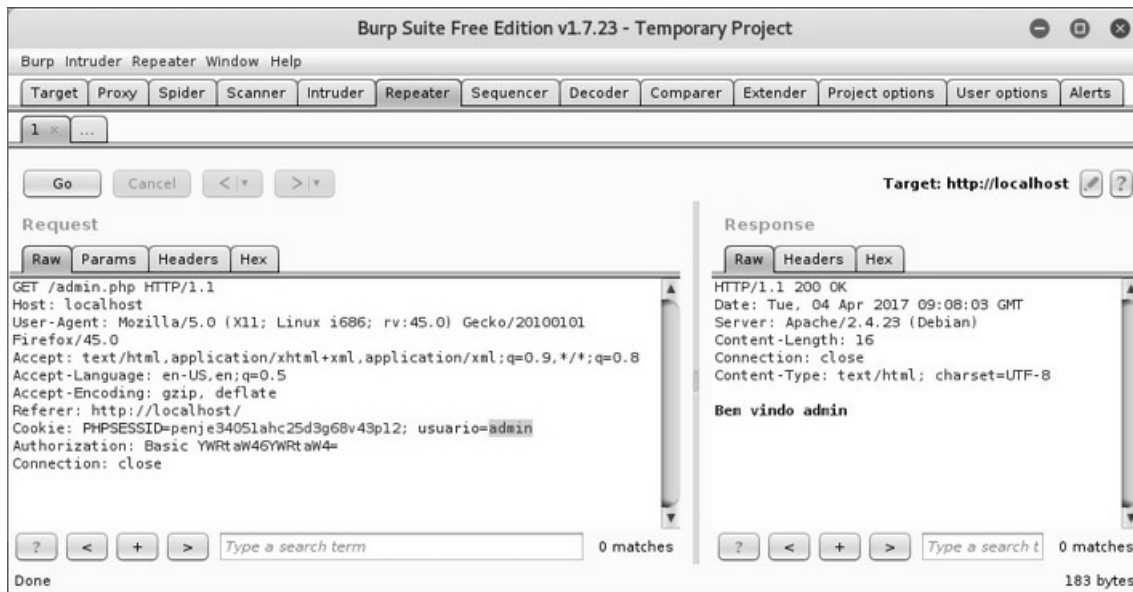 Burp Suite Free Edition v1.7.23 - Temporary Project
Burp Intruder Repeater Window Help
Target Proxy Spider Scanner Intruder Repeater Sequencer Decoder Comparer Extender Project options User options Alerts
1 × ...
Go Cancel < > Target: http://localhost ?
Request
Raw Params Headers Hex
GET /admin.php HTTP/1.1
Host: localhost
User-Agent: Mozilla/5.0 (X11; Linux i686; rv:45.0) Gecko/20100101
Firefox/45.0
Accept: text/html,application/xhtml+xml,application/xml;q=0.9,*/*;q=0.8
Accept-Language: en-US,en;q=0.5
Accept-Encoding: gzip, deflate
Referer: http://localhost/
Cookie: PHPSESSID=penje34051ahc25d3g68v43p12; usuario=admin
Authorization: Basic YWRtaW46YWRtaW4=
Connection: close
? < + > Type a search term 0 matches
Response
Raw Headers Hex
HTTP/1.1 200 OK
Date: Tue, 04 Apr 2017 09:08:03 GMT
Server: Apache/2.4.23 (Debian)
Content-Length: 16
Connection: close
Content-Type: text/html; charset=UTF-8
Bem vindo admin
? < + > Type a search t 0 matches
Done 183 bytes